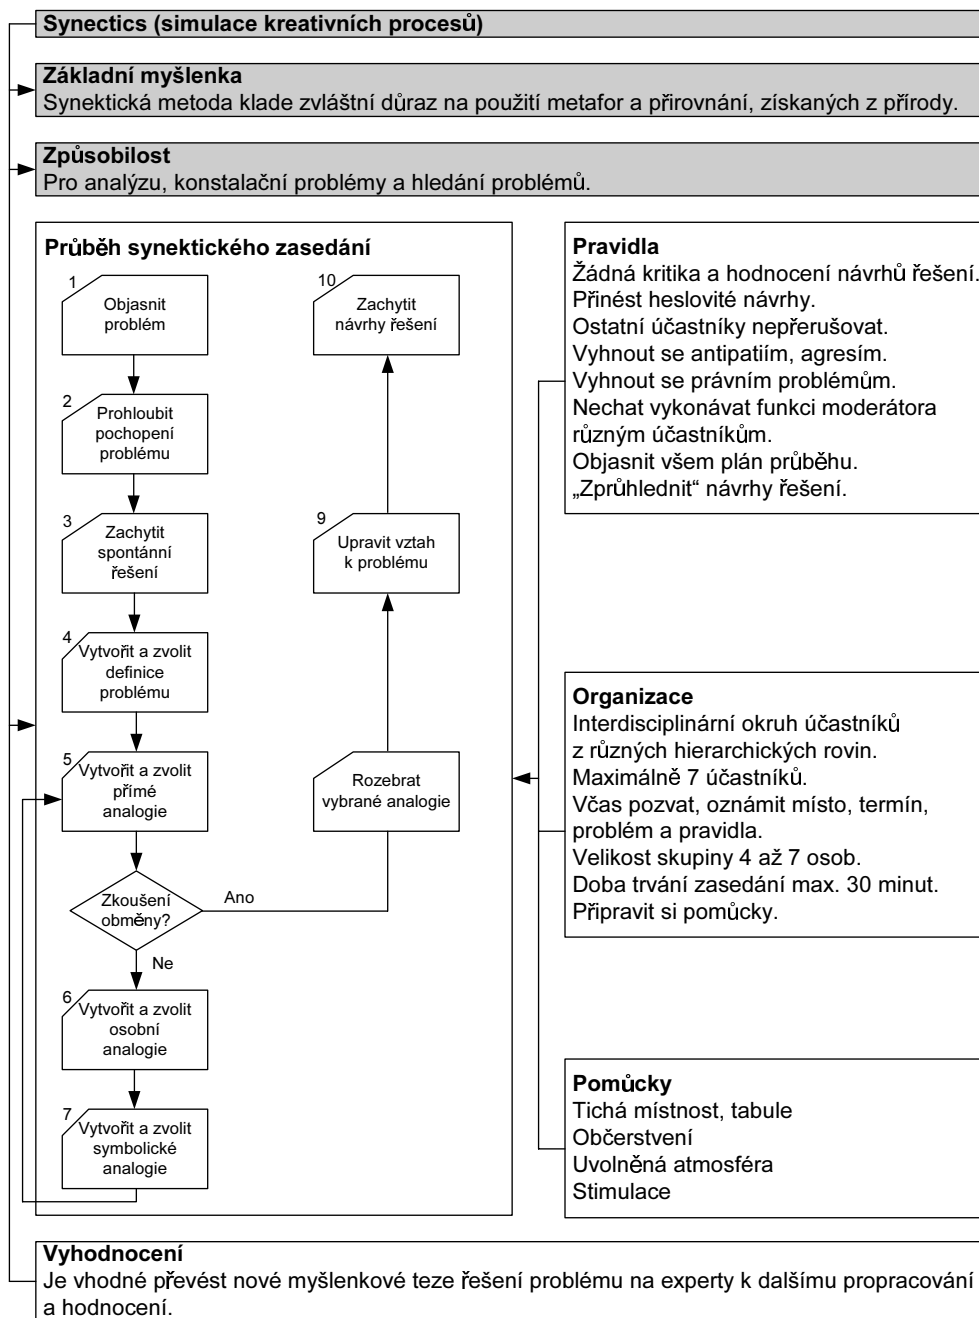 Synectics (simulace kreativních procesů)
Základní myšlenka
Synektická metoda klade zvláštní důraz na použití metafor a přirovnání, získaných z přírody.
Způsobilost
Pro analýzu, konstalační problémy a hledání problémů.
Průběh synektického zasedání
1
Objasnit
problém
2
Prohloubit
pochopení
problému
3
Zachytit
spontánní
řešení
4
Vytvořit a zvolit
definice
problému
5
Vytvořit a zvolit
přímé
analogie
Zkoušení
obměny?
Ano
Ne
6
Vytvořit a zvolit
osobní
analogie
7
Vytvořit a zvolit
symbolické
analogie
10
Zachytit
návrhy řešení
9
Upravit vztah
k problému
Rozebrat
vybrané analogie
Pravidla
Žádná kritika a hodnocení návrhů řešení.
Přinést heslovité návrhy.
Ostatní účastníky nepřerušovat.
Vyhnout se antipatiím, agresím.
Vyhnout se právním problémům.
Nechat vykonávat funkci moderátora
různým účastníkům.
Objasnit všem plán průběhu.
„Zprůhlednit“ návrhy řešení.
Organizace
Interdisciplinární okruh účastníků
z různých hierarchických rovin.
Maximálně 7 účastníků.
Včas pozvat, oznámit místo, termín,
problém a pravidla.
Velikost skupiny 4 až 7 osob.
Doba trvání zasedání max. 30 minut.
Připravit si pomůcky.
Pomůcky
Tichá místnost, tabule
Občerstvení
Uvolněná atmosféra
Stimulace
Vyhodnocení
Je vhodné převést nové myšlenkové teze řešení problému na experty k dalšímu propracování
a hodnocení.